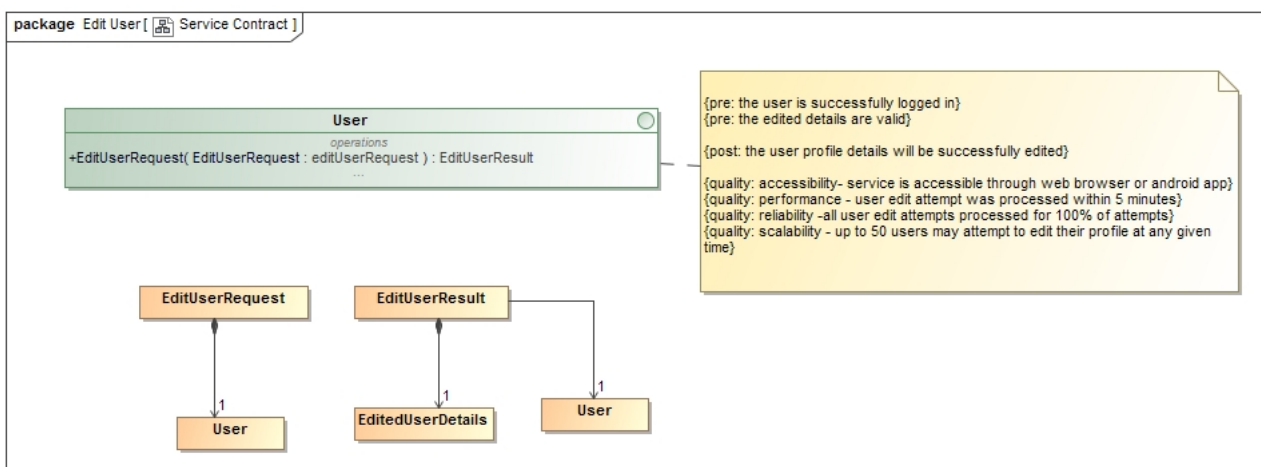 package Edit User [ Service Contract ]
User
operations
+EditUserRequest( EditUserRequest : editUserRequest ) : EditUserResult
...
{pre: the user is successfully logged in}
{pre: the edited details are valid}
{post: the user profile details will be successfully edited}
{quality: accessibility- service is accessible through web browser or android app}
{quality: performance - user edit attempt was processed within 5 minutes}
{quality: reliability -all user edit attempts processed for 100% of attempts}
{quality: scalability - up to 50 users may attempt to edit their profile at any given
time}
EditUserRequest
EditUserResult
1
1
1
User
EditedUserDetails
User